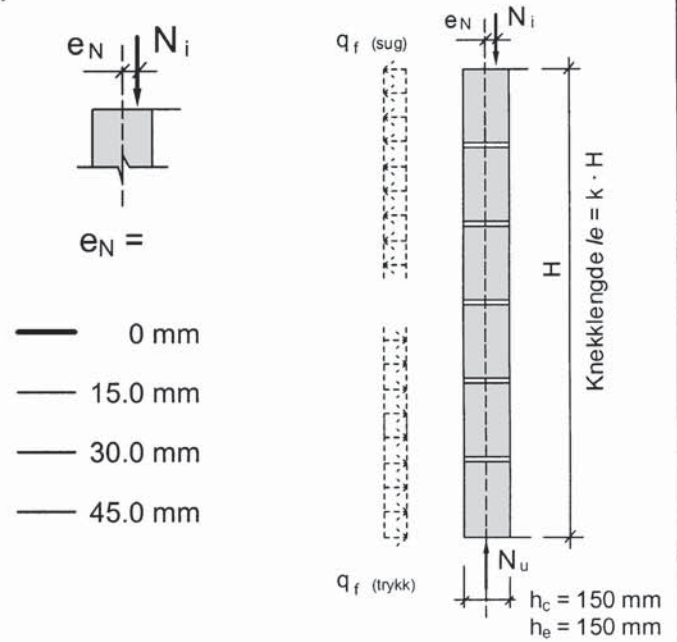 e_N N_i
e_N =
0 mm
15.0 mm
30.0 mm
45.0 mm
q_f (sug)
e_N N_i
H
Knekklengde le = k · H
N_u
q_f (trykk)
h_c = 150 mm
h_e = 150 mm